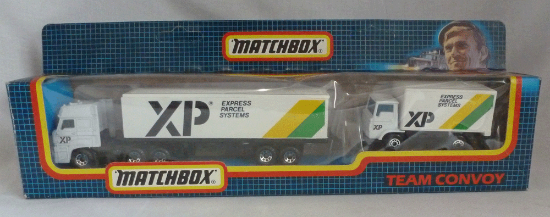 MATCHBOX®
XP® EXPRESS
PARCEL
SYSTEMS
XP
EXPRESS
PARCEL
SYSTEMS
XP
XP
MATCHBOX®
TEAM CONVOY